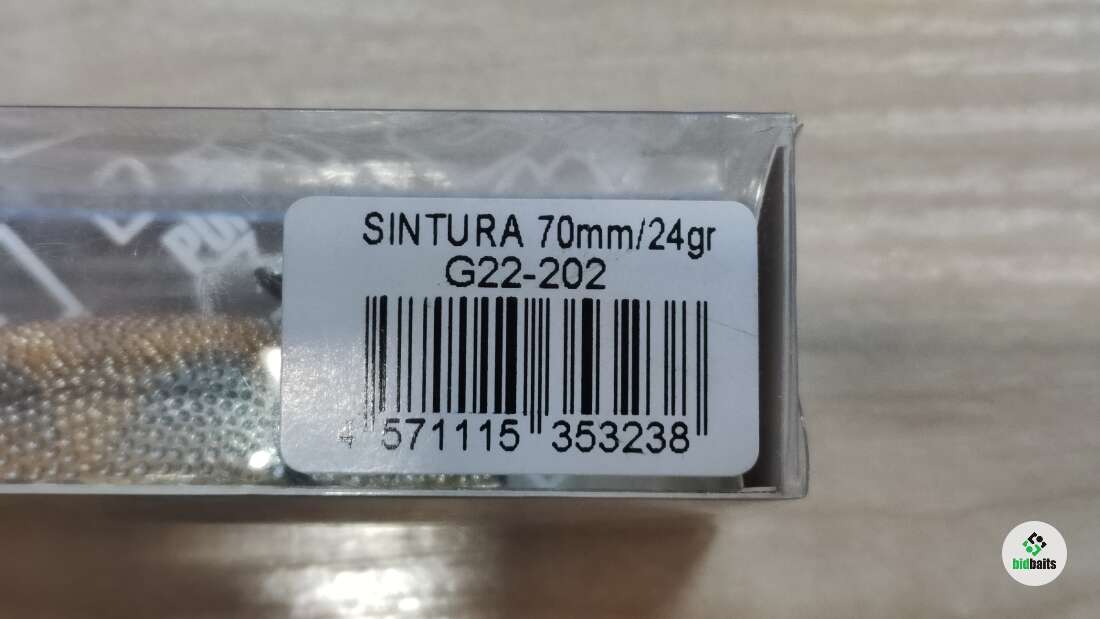 SINTURA 70mm/24gr
G22-202
4 571115 353238
bidbaits